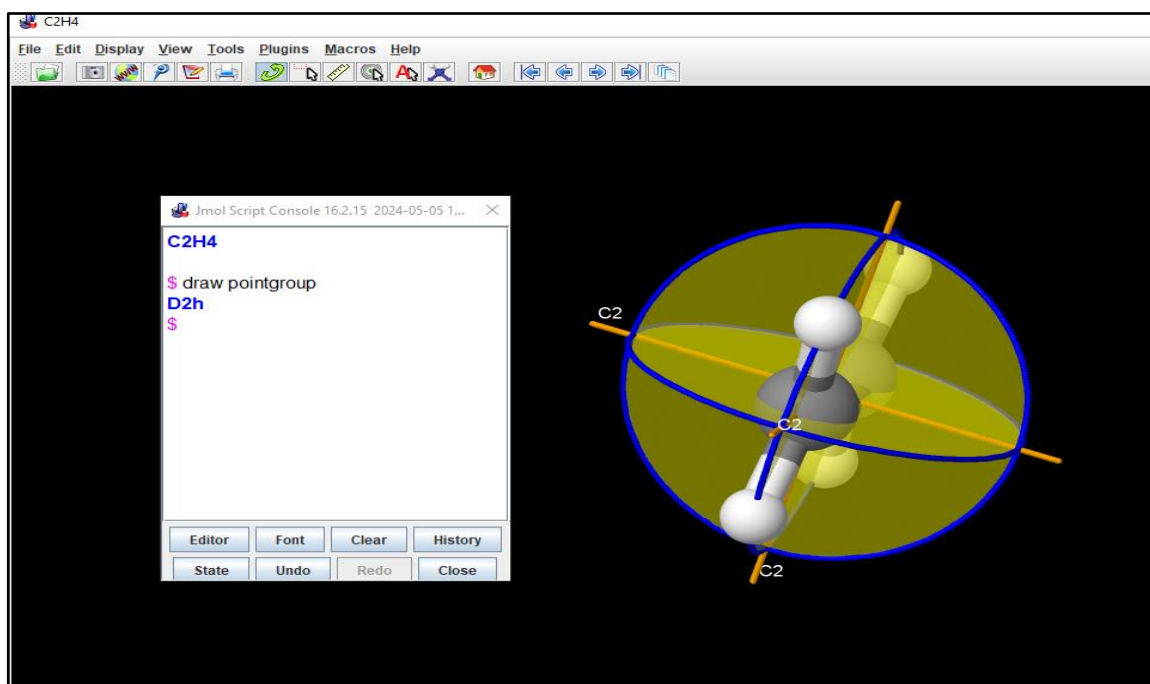 C2H4
File Edit Display View Tools Plugins Macros Help
Jmol Script Console 16.2.15 2024-05-05 1...
C2H4
$ draw pointgroup
D2h
$
Editor Font Clear History
State Undo Redo Close
C2
C2
C2